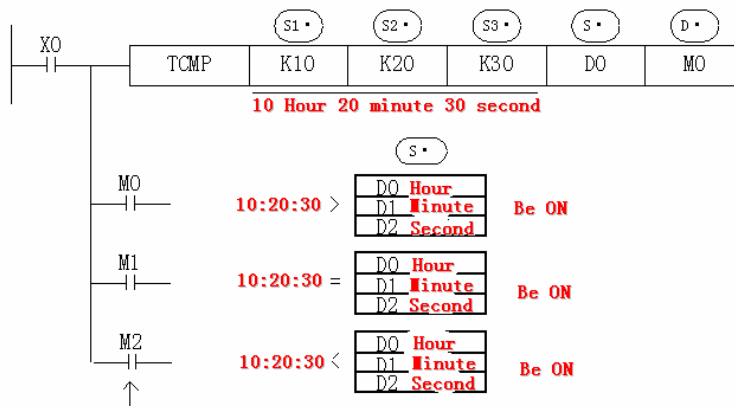 S1· S2· S3· S· D·
X0
TCMP K10 K20 K30 D0 M0
10 Hour 20 minute 30 second
S·
M0
D0 Hour
10:20:30 > D1 Minute Be ON
D2 Second
M1
D0 Hour
10:20:30 = D1 Minute Be ON
D2 Second
M2
D0 Hour
10:20:30 < D1 Minute Be ON
D2 Second